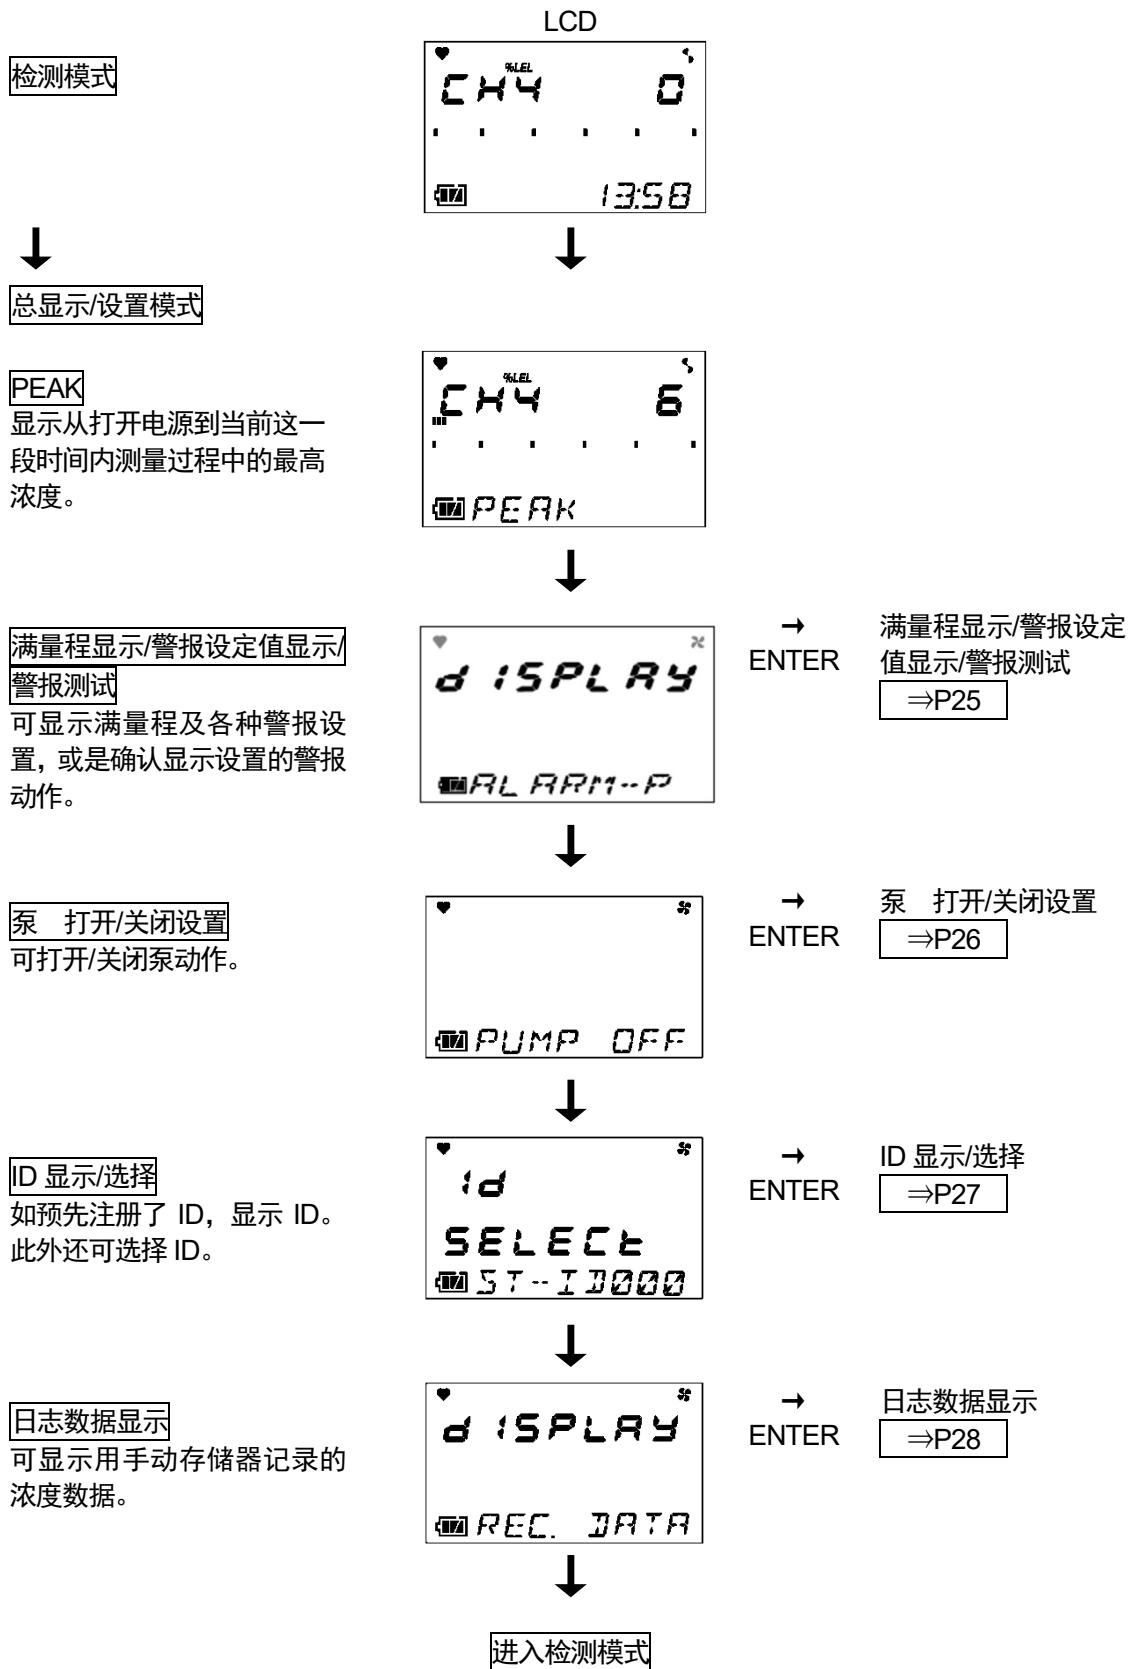 LCD
检测模式
%LEL
CH4 0
13:58
总显示/设置模式
PEAK
显示从打开电源到当前这一
段时间内测量过程中的最高
浓度。
%LEL
CH4 6
PEAK
满量程显示/警报设定值显示/
警报测试
可显示满量程及各种警报设
置，或是确认显示设置的警报
动作。
dISPLAY
ALARM--P
→
ENTER
满量程显示/警报设定
值显示/警报测试
⇒P25
泵　打开/关闭设置
可打开/关闭泵动作。
PUMP OFF
→
ENTER
泵　打开/关闭设置
⇒P26
ID 显示/选择
如预先注册了 ID，显示 ID。
此外还可选择 ID。
Id
SELECt
ST--ID000
→
ENTER
ID 显示/选择
⇒P27
日志数据显示
可显示用手动存储器记录的
浓度数据。
dISPLAY
REC. DATA
→
ENTER
日志数据显示
⇒P28
进入检测模式